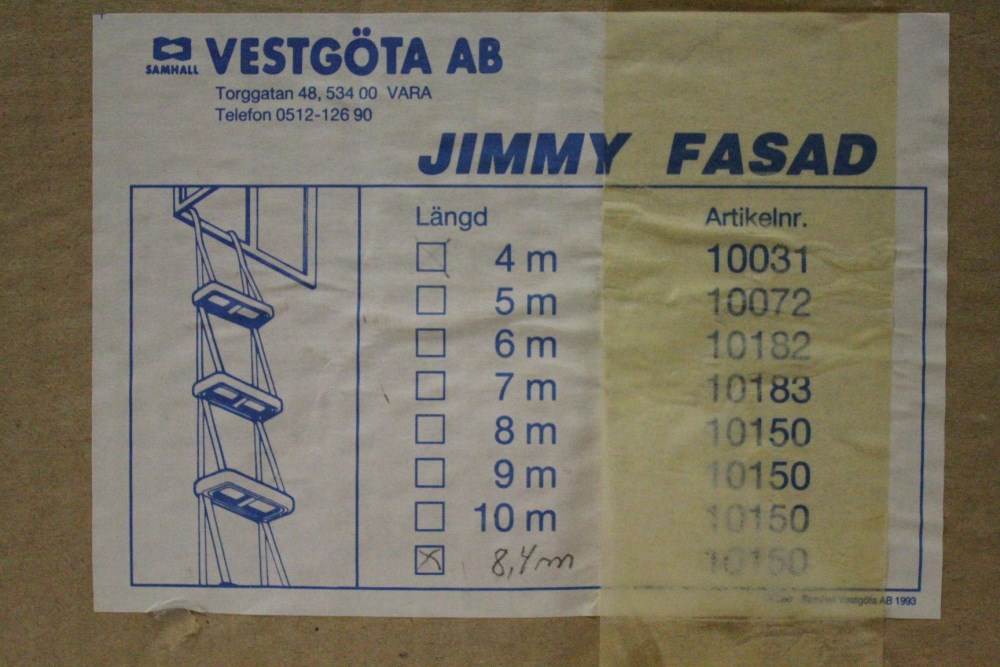 SAMHALL VESTGÖTA AB
Torggatan 48, 534 00 VARA
Telefon 0512-126 90
JIMMY FASAD
Längd Artikelnr.
4 m 10031
5 m 10072
6 m 10182
7 m 10183
8 m 10150
9 m 10150
10 m 10150
8,4 m 10150
Samhall Vestgöta AB 1993